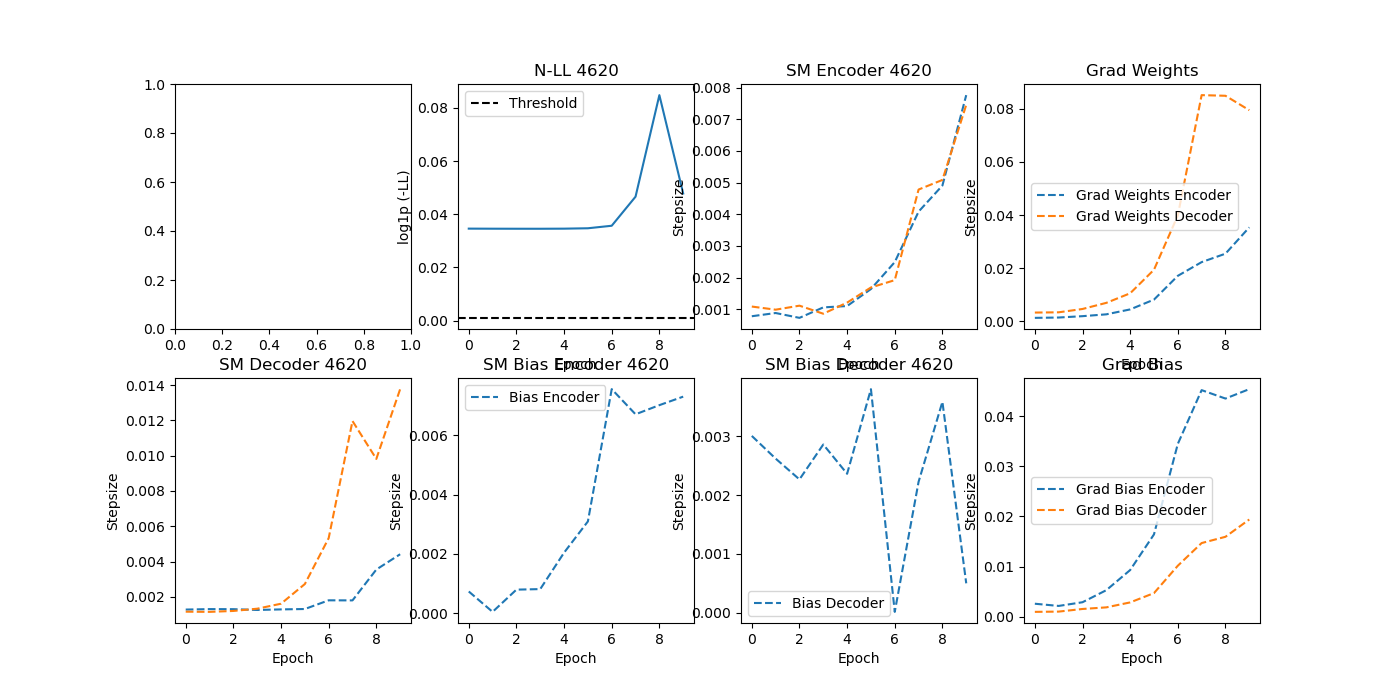 1.0
0.8
0.6
0.4
0.2
0.0
0.0 0.2 0.4 0.6 0.8 1.0
N-LL 4620
Threshold
log1p (-LL)
0.08
0.06
0.04
0.02
0.00
0 2 4 6 8
Epoch
SM Encoder 4620
Stepsize
0.008
0.007
0.006
0.005
0.004
0.003
0.002
0.001
0 2 4 6 8
Epoch
Grad Weights
Stepsize
0.08
0.06
0.04
0.02
0.00
Grad Weights Encoder
Grad Weights Decoder
0 2 4 6 8
Epoch
SM Decoder 4620
Stepsize
0.014
0.012
0.010
0.008
0.006
0.004
0.002
0 2 4 6 8
Epoch
SM Bias Encoder 4620
Bias Encoder
Stepsize
0.006
0.004
0.002
0.000
0 2 4 6 8
Epoch
SM Bias Decoder 4620
Stepsize
0.003
0.002
0.001
0.000
Bias Decoder
0 2 4 6 8
Epoch
Grad Bias
Stepsize
0.04
0.03
0.02
0.01
0.00
Grad Bias Encoder
Grad Bias Decoder
0 2 4 6 8
Epoch